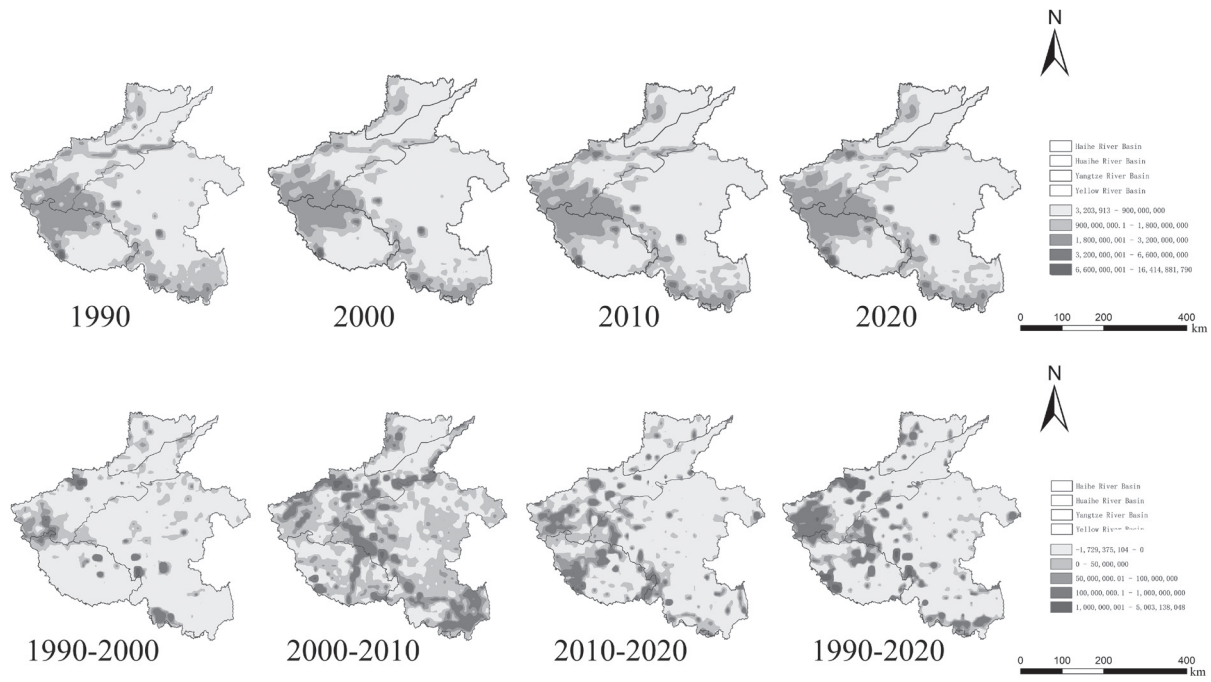 N
Haihe River Basin
Huaihe River Basin
Yangtze River Basin
Yellow River Basin
3,203,913 - 900,000,000
900,000,000.1 - 1,800,000,000
1,800,000,001 - 3,200,000,000
3,200,000,001 - 6,600,000,000
6,600,000,001 - 16,414,881,790
1990
2000
2010
2020
0 100 200 400
km
N
Haihe River Basin
Huaihe River Basin
Yangtze River Basin
Yellow River
-1,729,375,104 - 0
0 - 50,000,000
50,000,000.01 - 100,000,000
100,000,000.1 - 1,000,000,000
1,000,000,001 - 5,003,138,048
1990-2000
2000-2010
2010-2020
1990-2020
0 100 200 400
km